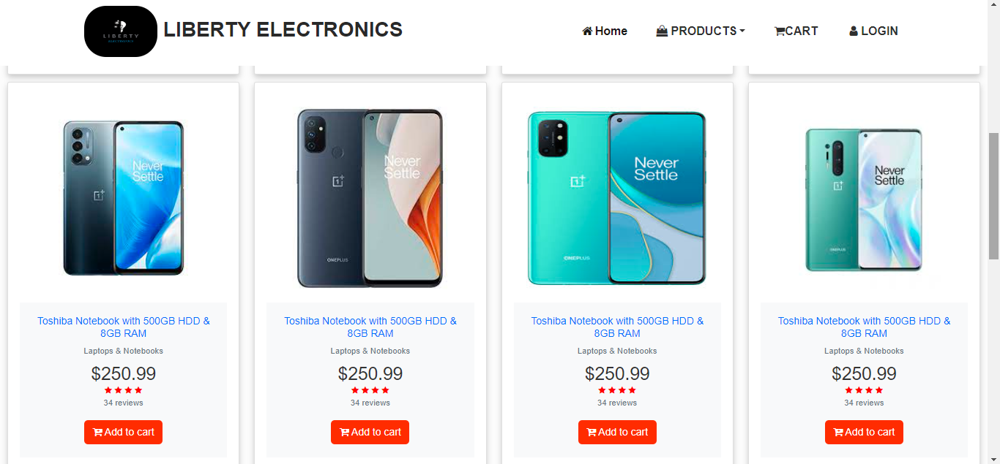 LIBERTY
ELECTRONICS
LIBERTY ELECTRONICS
Home
PRODUCTS
CART
LOGIN
Never
Settle
Never
Settle
ONEPLUS
Never
Settle
ONEPLUS
Never
Settle
ONEPLUS
Toshiba Notebook with 500GB HDD &
8GB RAM
Laptops & Notebooks
$250.99
34 reviews
Add to cart
Toshiba Notebook with 500GB HDD &
8GB RAM
Laptops & Notebooks
$250.99
34 reviews
Add to cart
Toshiba Notebook with 500GB HDD &
8GB RAM
Laptops & Notebooks
$250.99
34 reviews
Add to cart
Toshiba Notebook with 500GB HDD &
8GB RAM
Laptops & Notebooks
$250.99
34 reviews
Add to cart